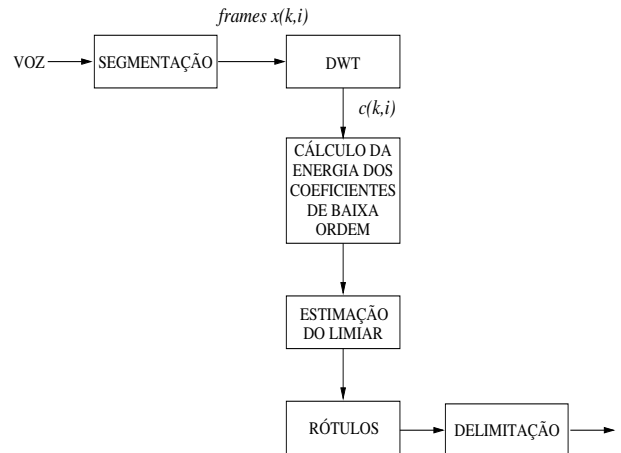 frames x(k,i)
VOZ
SEGMENTAÇÃO
DWT
c(k,i)
CÁLCULO DA
ENERGIA DOS
COEFICIENTES
DE BAIXA
ORDEM
ESTIMAÇÃO
DO LIMIAR
RÓTULOS
DELIMITAÇÃO